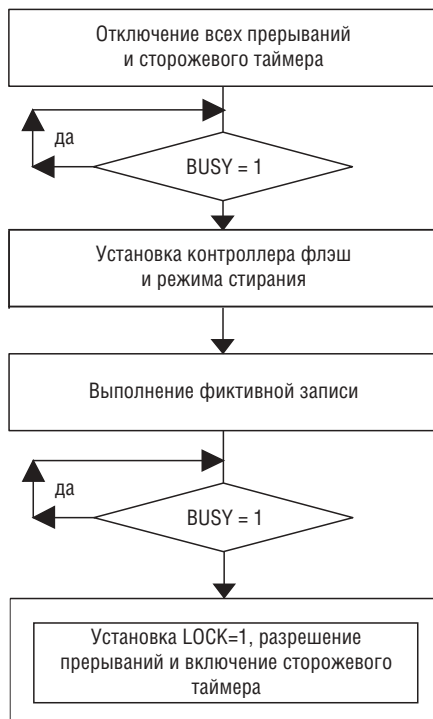 Отключение всех прерываний
и сторожевого таймера
да
BUSY = 1
Установка контроллера флэш
и режима стирания
Выполнение фиктивной записи
да
BUSY = 1
Установка LOCK=1, разрешение
прерываний и включение сторожевого
таймера